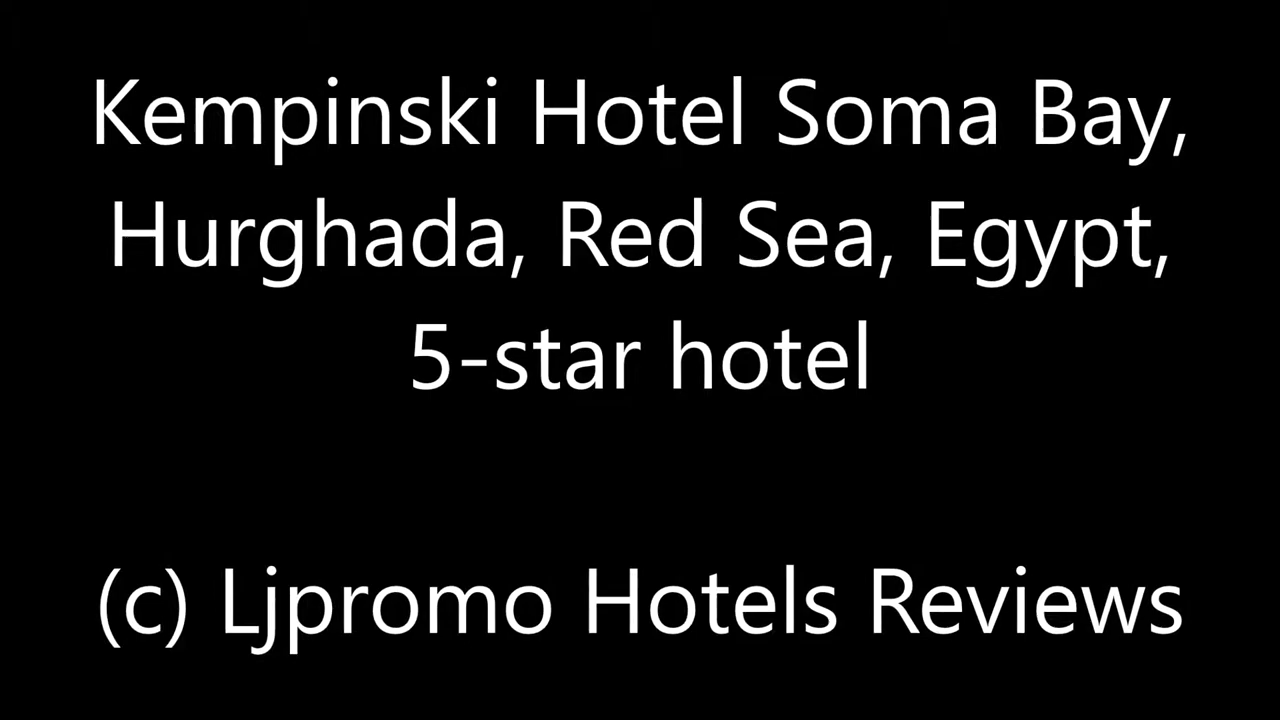 Kempinski Hotel Soma Bay,
Hurghada, Red Sea, Egypt,
5-star hotel
(c) Ljpromo Hotels Reviews